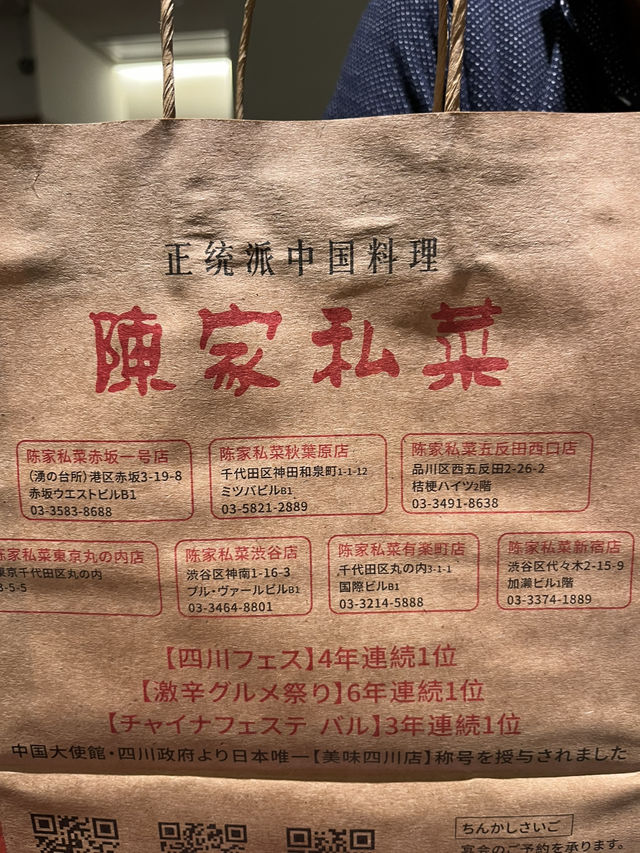 正统派中国料理
陳家私菜
陈家私菜赤坂一号店
(湧の台所)港区赤坂3-19-8
赤坂ウエストビルB1
03-3583-8688
陈家私菜秋葉原店
千代田区神田和泉町1-1-12
ミツバビルB1
03-5821-2889
陈家私菜五反田西口店
品川区西五反田2-26-2
桔梗ハイツ2階
03-3491-8638
陈家私菜東京丸の内店
東京千代田区丸の内
3-5-5
陈家私菜渋谷店
渋谷区神南1-16-3
ブル・ヴァールビルB1
03-3464-8801
陈家私菜有楽町店
千代田区丸の内3-1-1
国際ビルB1
03-3214-5888
陈家私菜新宿店
渋谷区代々木2-15-9
加瀬ビル1階
03-3374-1889
【四川フェス】4年連続1位
【激辛グルメ祭り】6年連続1位
【チャイナフェステ バル】3年連続1位
中国大使館・四川政府より日本唯一【美味四川店】称号を授与されました
ちんかしさいご
宴会のご予約を承ります。